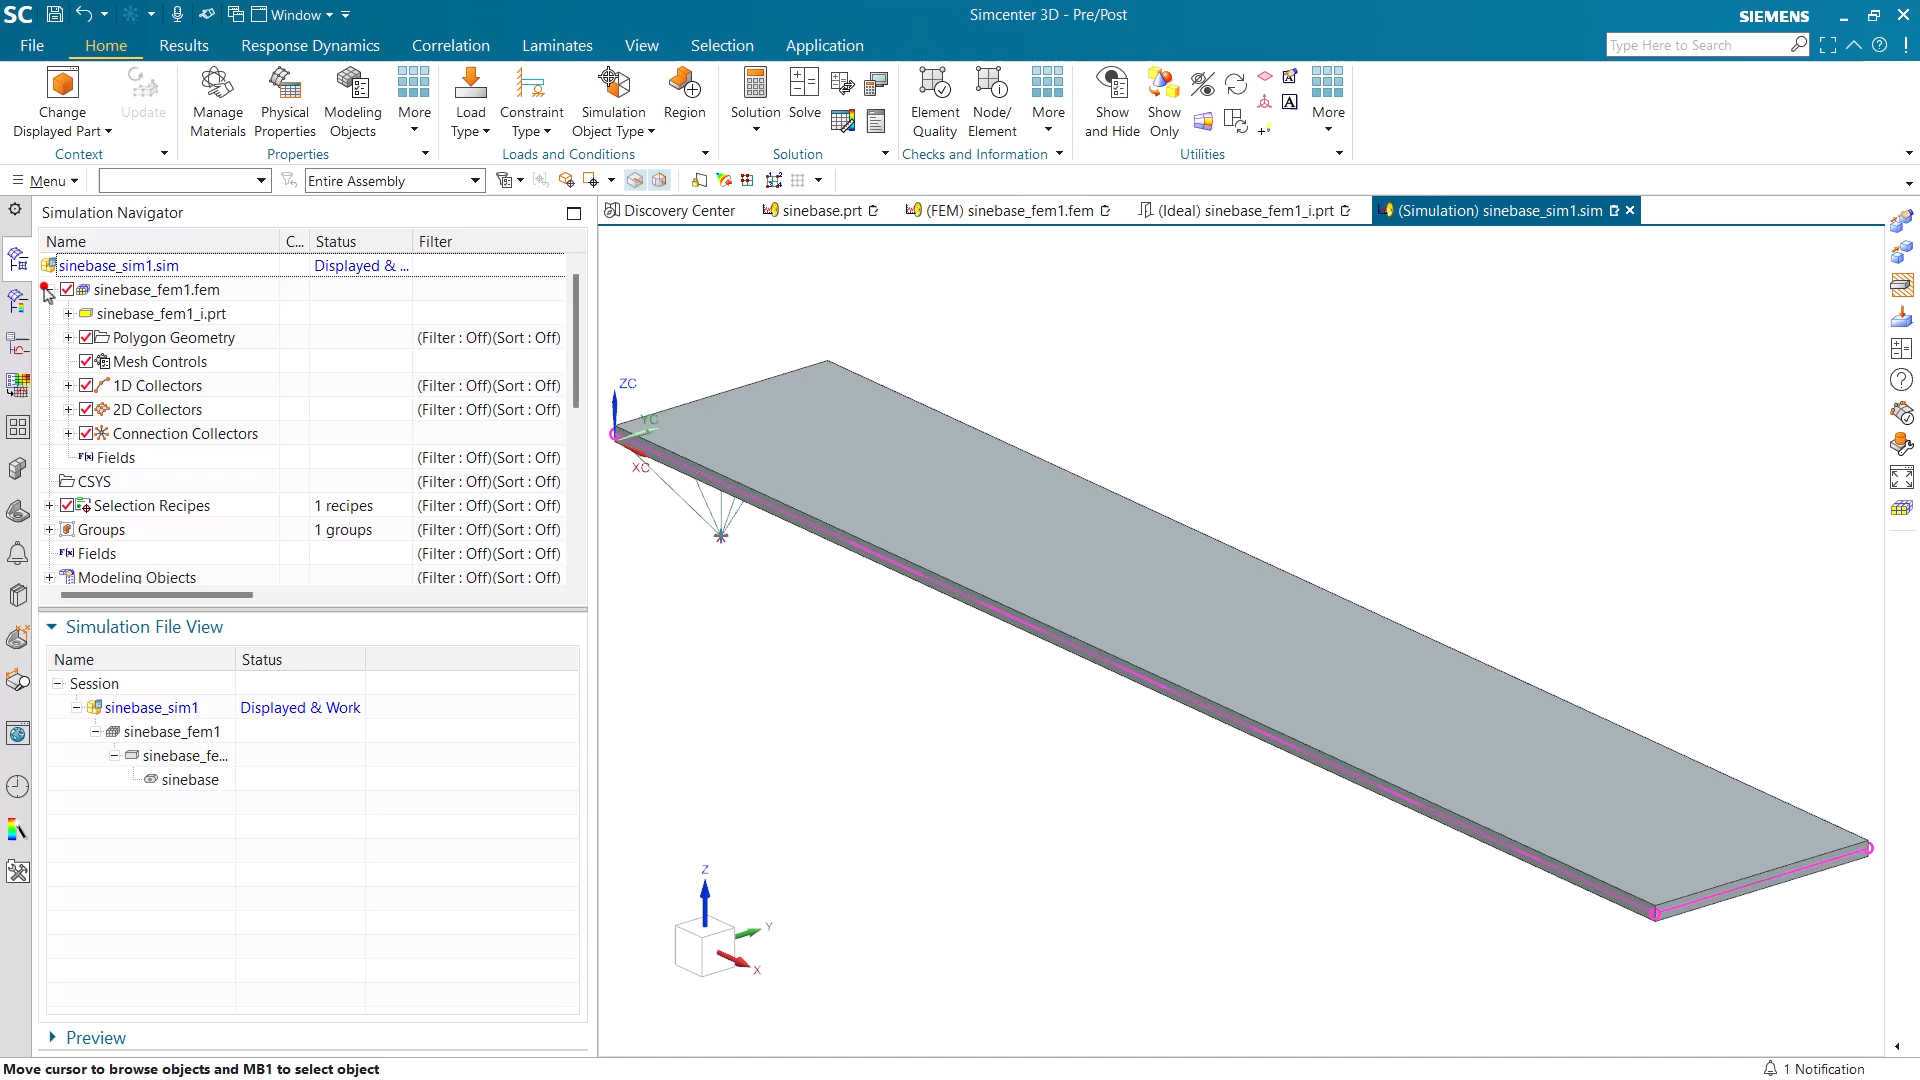 SC Window Simcenter 3D - Pre/Post SIEMENS
File Home Results Response Dynamics Correlation Laminates View Selection Application Type Here to Search
Change Displayed Part
Update
Manage Materials
Physical Properties
Modeling Objects
More
Load Type
Constraint Type
Simulation Object Type
Region
Solution
Solve
Element Quality
Node/ Element
More
Show and Hide
Show Only
More
Context Properties Loads and Conditions Solution Checks and Information Utilities
Menu Entire Assembly
Simulation Navigator
Discovery Center sinebase.prt (FEM) sinebase_fem1.fem (Ideal) sinebase_fem1_i.prt (Simulation) sinebase_sim1.sim
Name C... Status Filter
sinebase_sim1.sim Displayed & ...
sinebase_fem1.fem
sinebase_fem1_i.prt
Polygon Geometry (Filter : Off)(Sort : Off)
Mesh Controls
1D Collectors (Filter : Off)(Sort : Off)
2D Collectors (Filter : Off)(Sort : Off)
Connection Collectors
Fields (Filter : Off)(Sort : Off)
CSYS (Filter : Off)(Sort : Off)
Selection Recipes 1 recipes (Filter : Off)(Sort : Off)
Groups 1 groups (Filter : Off)(Sort : Off)
Fields (Filter : Off)(Sort : Off)
Modeling Objects (Filter : Off)(Sort : Off)
ZC
YC
XC
Simulation File View
Name Status
Session
sinebase_sim1 Displayed & Work
sinebase_fem1
sinebase_fe...
sinebase
Z
Y
X
Preview
Move cursor to browse objects and MB1 to select object 1 Notification